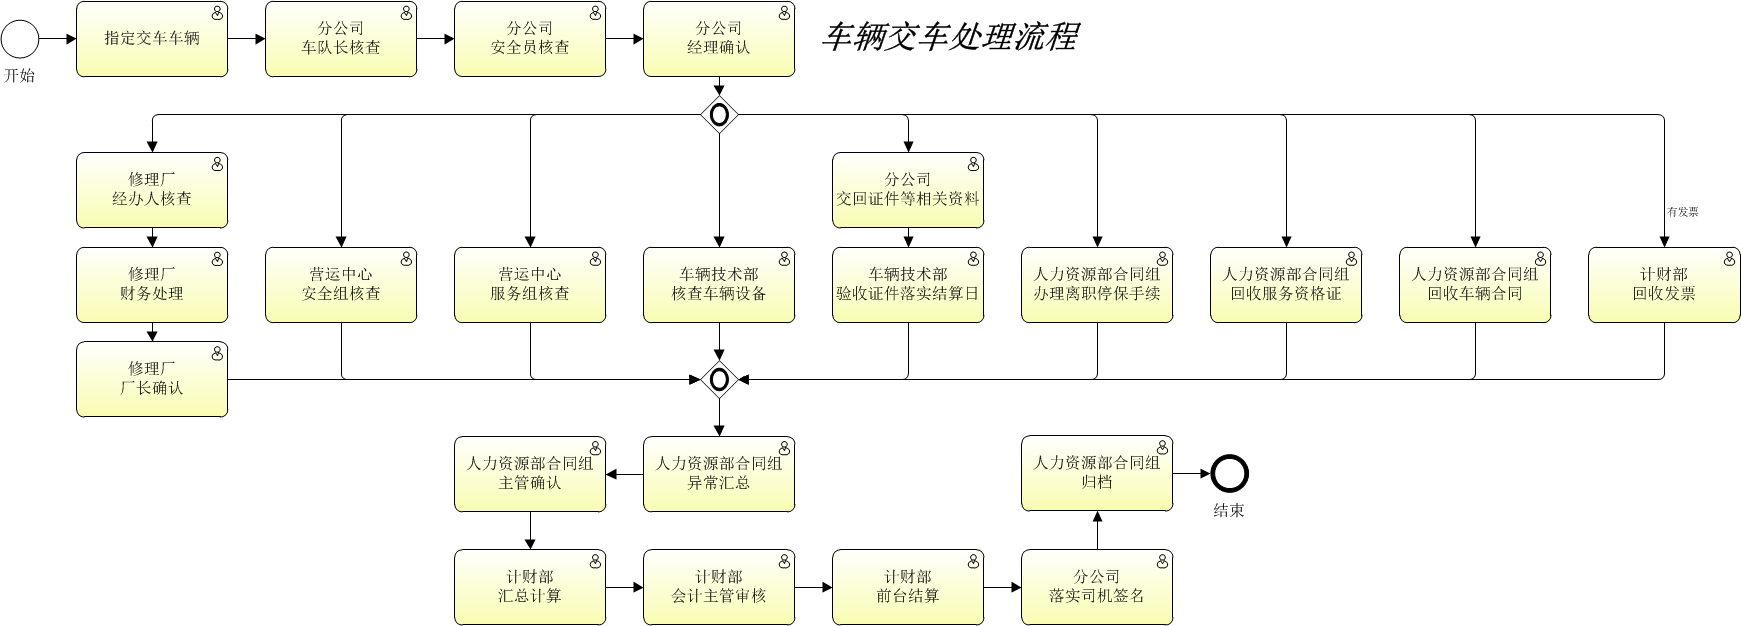 车辆交车处理流程
开始
指定交车车辆
分公司
车队长核查
分公司
安全员核查
分公司
经理确认
修理厂
经办人核查
分公司
交回证件等相关资料
有发票
修理厂
财务处理
营运中心
安全组核查
营运中心
服务组核查
车辆技术部
核查车辆设备
车辆技术部
验收证件落实结算日
人力资源部合同组
办理离职停保手续
人力资源部合同组
回收服务资格证
人力资源部合同组
回收车辆合同
计财部
回收发票
修理厂
厂长确认
人力资源部合同组
主管确认
人力资源部合同组
异常汇总
人力资源部合同组
归档
结束
计财部
汇总计算
计财部
会计主管审核
计财部
前台结算
分公司
落实司机签名